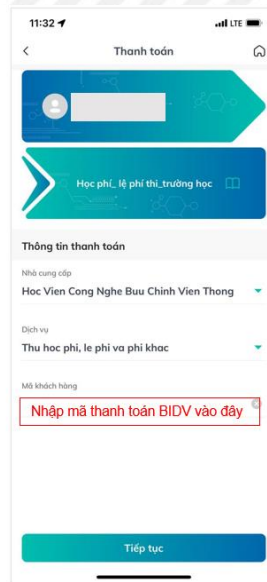 11:32
LTE
Thanh toán
Học phí_ lệ phí thi_trường học
Thông tin thanh toán
Nhà cung cấp
Hoc Vien Cong Nghe Buu Chinh Vien Thong
Dịch vụ
Thu hoc phi, le phi va phi khac
Mã khách hàng
Nhập mã thanh toán BIDV vào đây
Tiếp tục